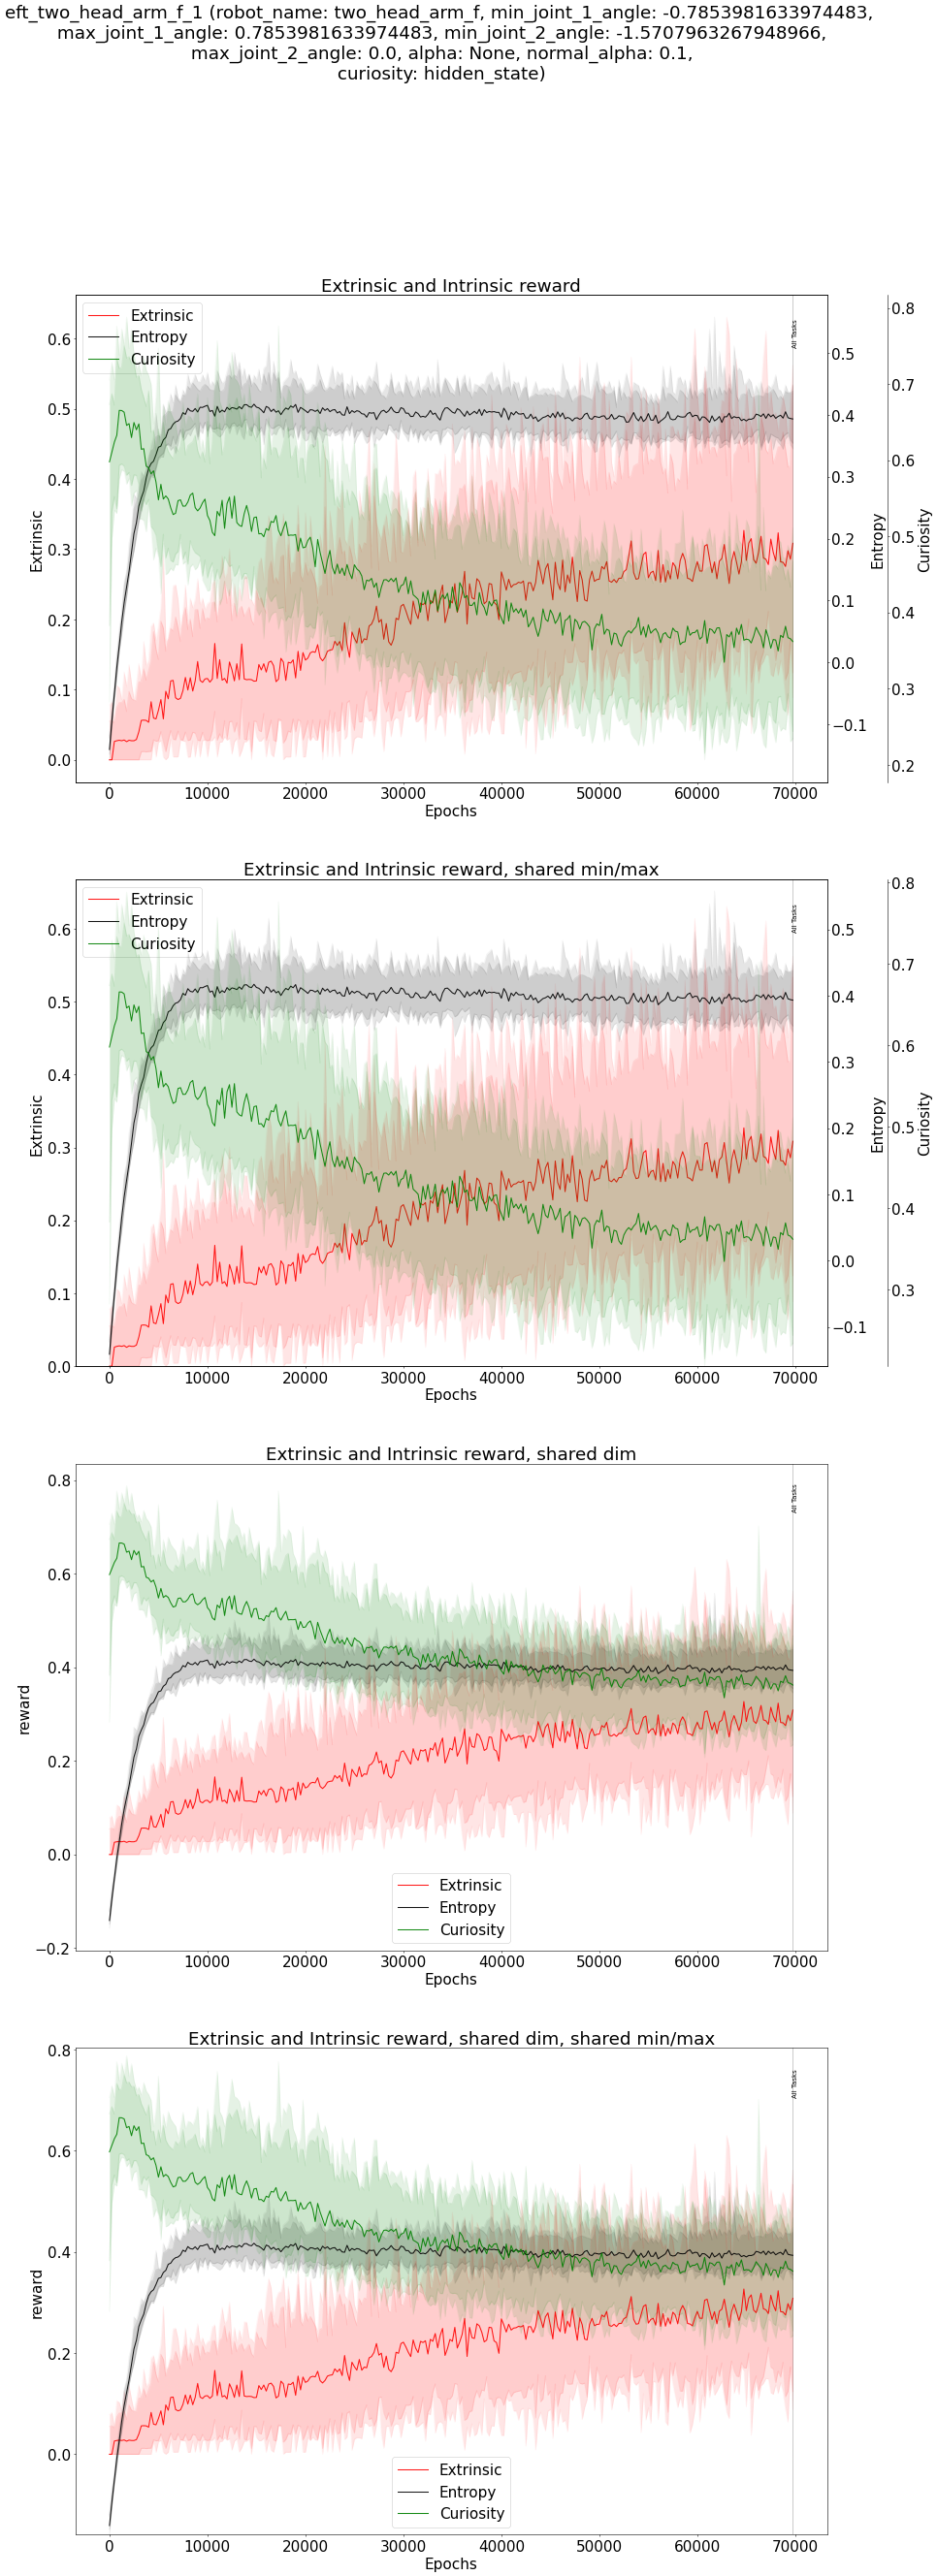 eft_two_head_arm_f_1 (robot_name: two_head_arm_f, min_joint_1_angle: -0.7853981633974483,
max_joint_1_angle: 0.7853981633974483, min_joint_2_angle: -1.5707963267948966,
max_joint_2_angle: 0.0, alpha: None, normal_alpha: 0.1,
curiosity: hidden_state)
Extrinsic and Intrinsic reward
Extrinsic
Entropy
Curiosity
All Tasks
0.6
0.5
0.4
0.3
0.2
0.1
0.0
Extrinsic
0.5
0.4
0.3
0.2
0.1
0.0
−0.1
Entropy
0.8
0.7
0.6
0.5
0.4
0.3
0.2
Curiosity
0 10000 20000 30000 40000 50000 60000 70000
Epochs
Extrinsic and Intrinsic reward, shared min/max
Extrinsic
Entropy
Curiosity
All Tasks
0.6
0.5
0.4
0.3
0.2
0.1
0.0
Extrinsic
0.5
0.4
0.3
0.2
0.1
0.0
−0.1
Entropy
0.8
0.7
0.6
0.5
0.4
0.3
Curiosity
0 10000 20000 30000 40000 50000 60000 70000
Epochs
Extrinsic and Intrinsic reward, shared dim
All Tasks
0.8
0.6
0.4
0.2
0.0
−0.2
reward
Extrinsic
Entropy
Curiosity
0 10000 20000 30000 40000 50000 60000 70000
Epochs
Extrinsic and Intrinsic reward, shared dim, shared min/max
All Tasks
0.8
0.6
0.4
0.2
0.0
reward
Extrinsic
Entropy
Curiosity
0 10000 20000 30000 40000 50000 60000 70000
Epochs